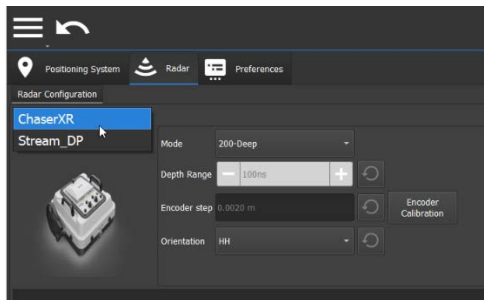 Positioning System
Radar
Preferences
Radar Configuration
ChaserXR
Stream_DP
Mode
200-Deep
Depth Range
100ns
Encoder step
0.0020 m
Encoder
Calibration
Orientation
HH